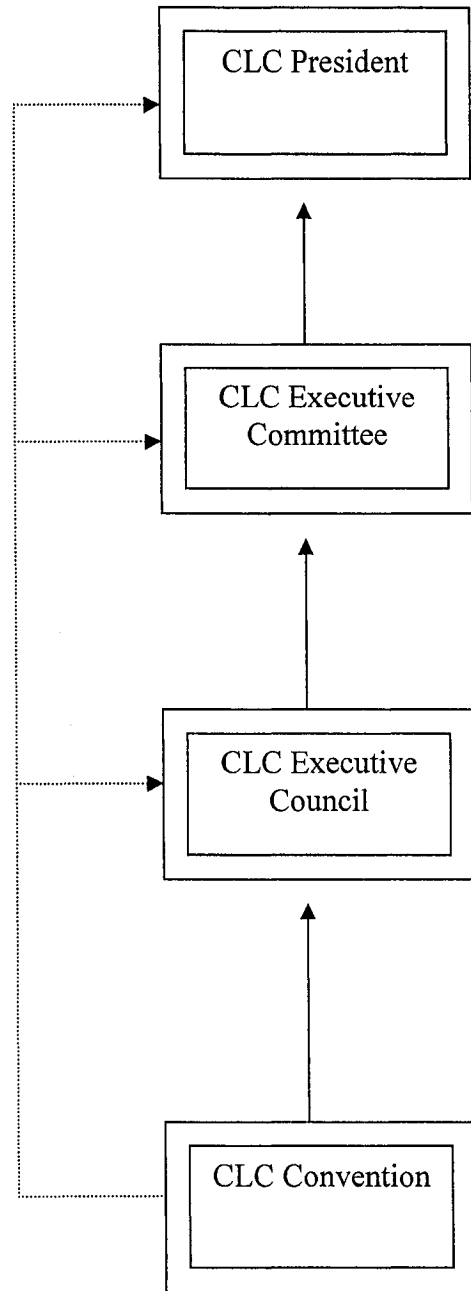 CLC President
CLC Executive
Committee
CLC Executive
Council
CLC Convention